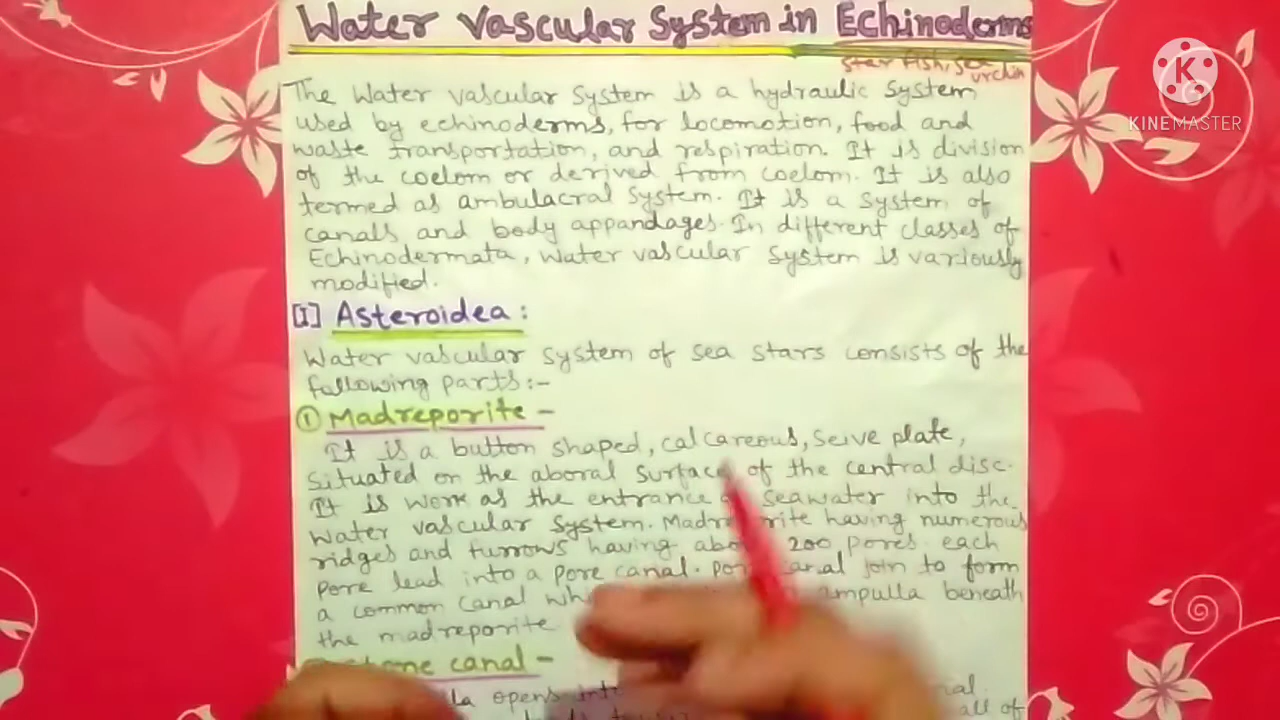 Water Vascular System in Echinoderms
Star fish, Sea
urchin
The Water vascular system is a hydraulic system
used by echinoderms, for locomotion, food and
waste transportation, and respiration. It is division
of the coelom or derived from coelom. It is also
termed as ambulacral system. It is a system of
canals and body appandages. In different classes of
Echinodermata, Water vascular system is variously
modified.
[I] Asteroidea:
Water vascular system of sea stars consists of the
following parts:-
① Madreporite -
It is a button shaped, calcareous, seive plate,
situated on the aboral surface of the central disc.
It is work as the entrance seawater into the
water vascular system. Madreporite having numerous
ridges and furrows having about 200 pores. each
pore lead into a pore canal. pore canal join to form
a common canal ampulla beneath
the madreporite
stone canal -
opens
all of
K
KINEMASTER